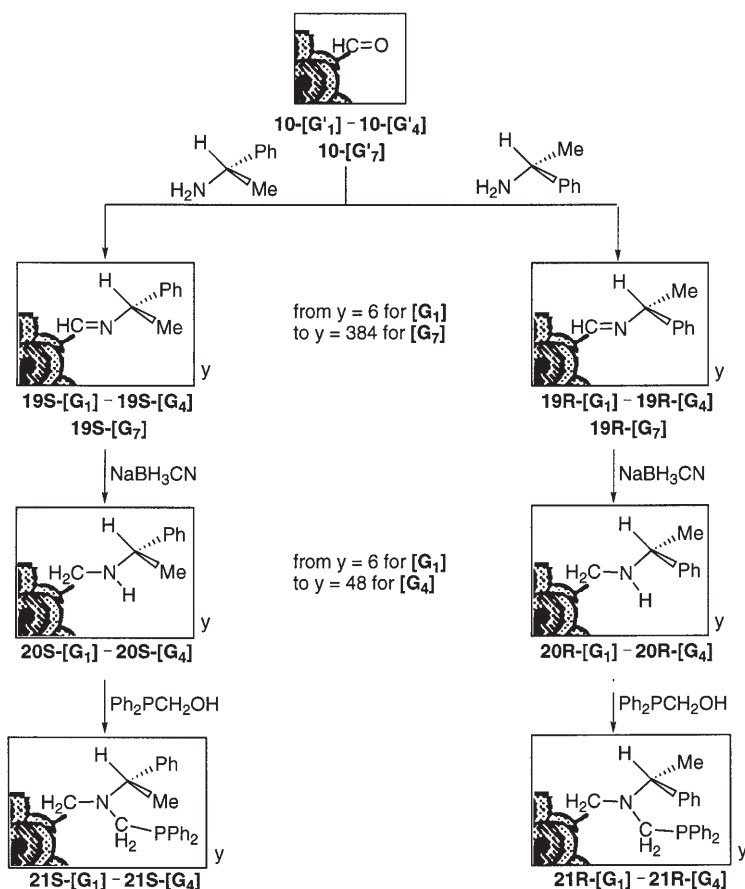 HC=O
10-[G'1] - 10-[G'4]
10-[G'7]
H Ph
H2N Me
H Me
H2N Ph
H Ph
HC=N Me
y
19S-[G1] - 19S-[G4]
19S-[G7]
from y = 6 for [G1]
to y = 384 for [G7]
H Me
HC=N Ph
y
19R-[G1] - 19R-[G4]
19R-[G7]
NaBH3CN
NaBH3CN
H Ph
H2C-N Me
H
y
20S-[G1] - 20S-[G4]
from y = 6 for [G1]
to y = 48 for [G4]
H Me
H2C-N Ph
H
y
20R-[G1] - 20R-[G4]
Ph2PCH2OH
Ph2PCH2OH
H Ph
H2C-N Me
C-PPh2
H2
y
21S-[G1] - 21S-[G4]
H Me
H2C-N Ph
C-PPh2
H2
y
21R-[G1] - 21R-[G4]